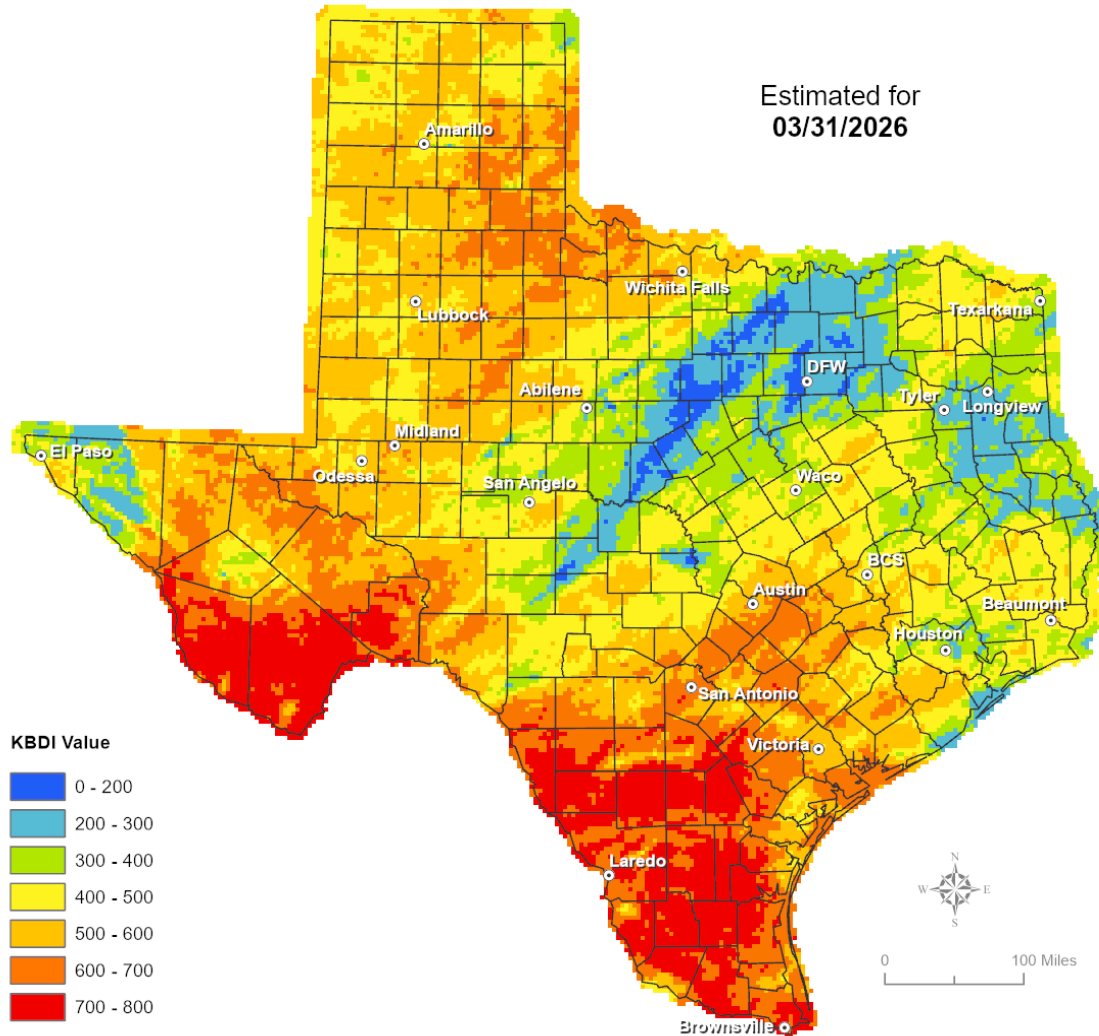 Estimated for
03/31/2026
Amarillo
Wichita Falls
Lubbock
Texarkana
DFW
Abilene
Tyler
Longview
Midland
El Paso
Odessa
San Angelo
Waco
BCS
Austin
Beaumont
Houston
San Antonio
Victoria
Laredo
Brownsville
KBDI Value
0 - 200
200 - 300
300 - 400
400 - 500
500 - 600
600 - 700
700 - 800
N
W E
S
0 100 Miles